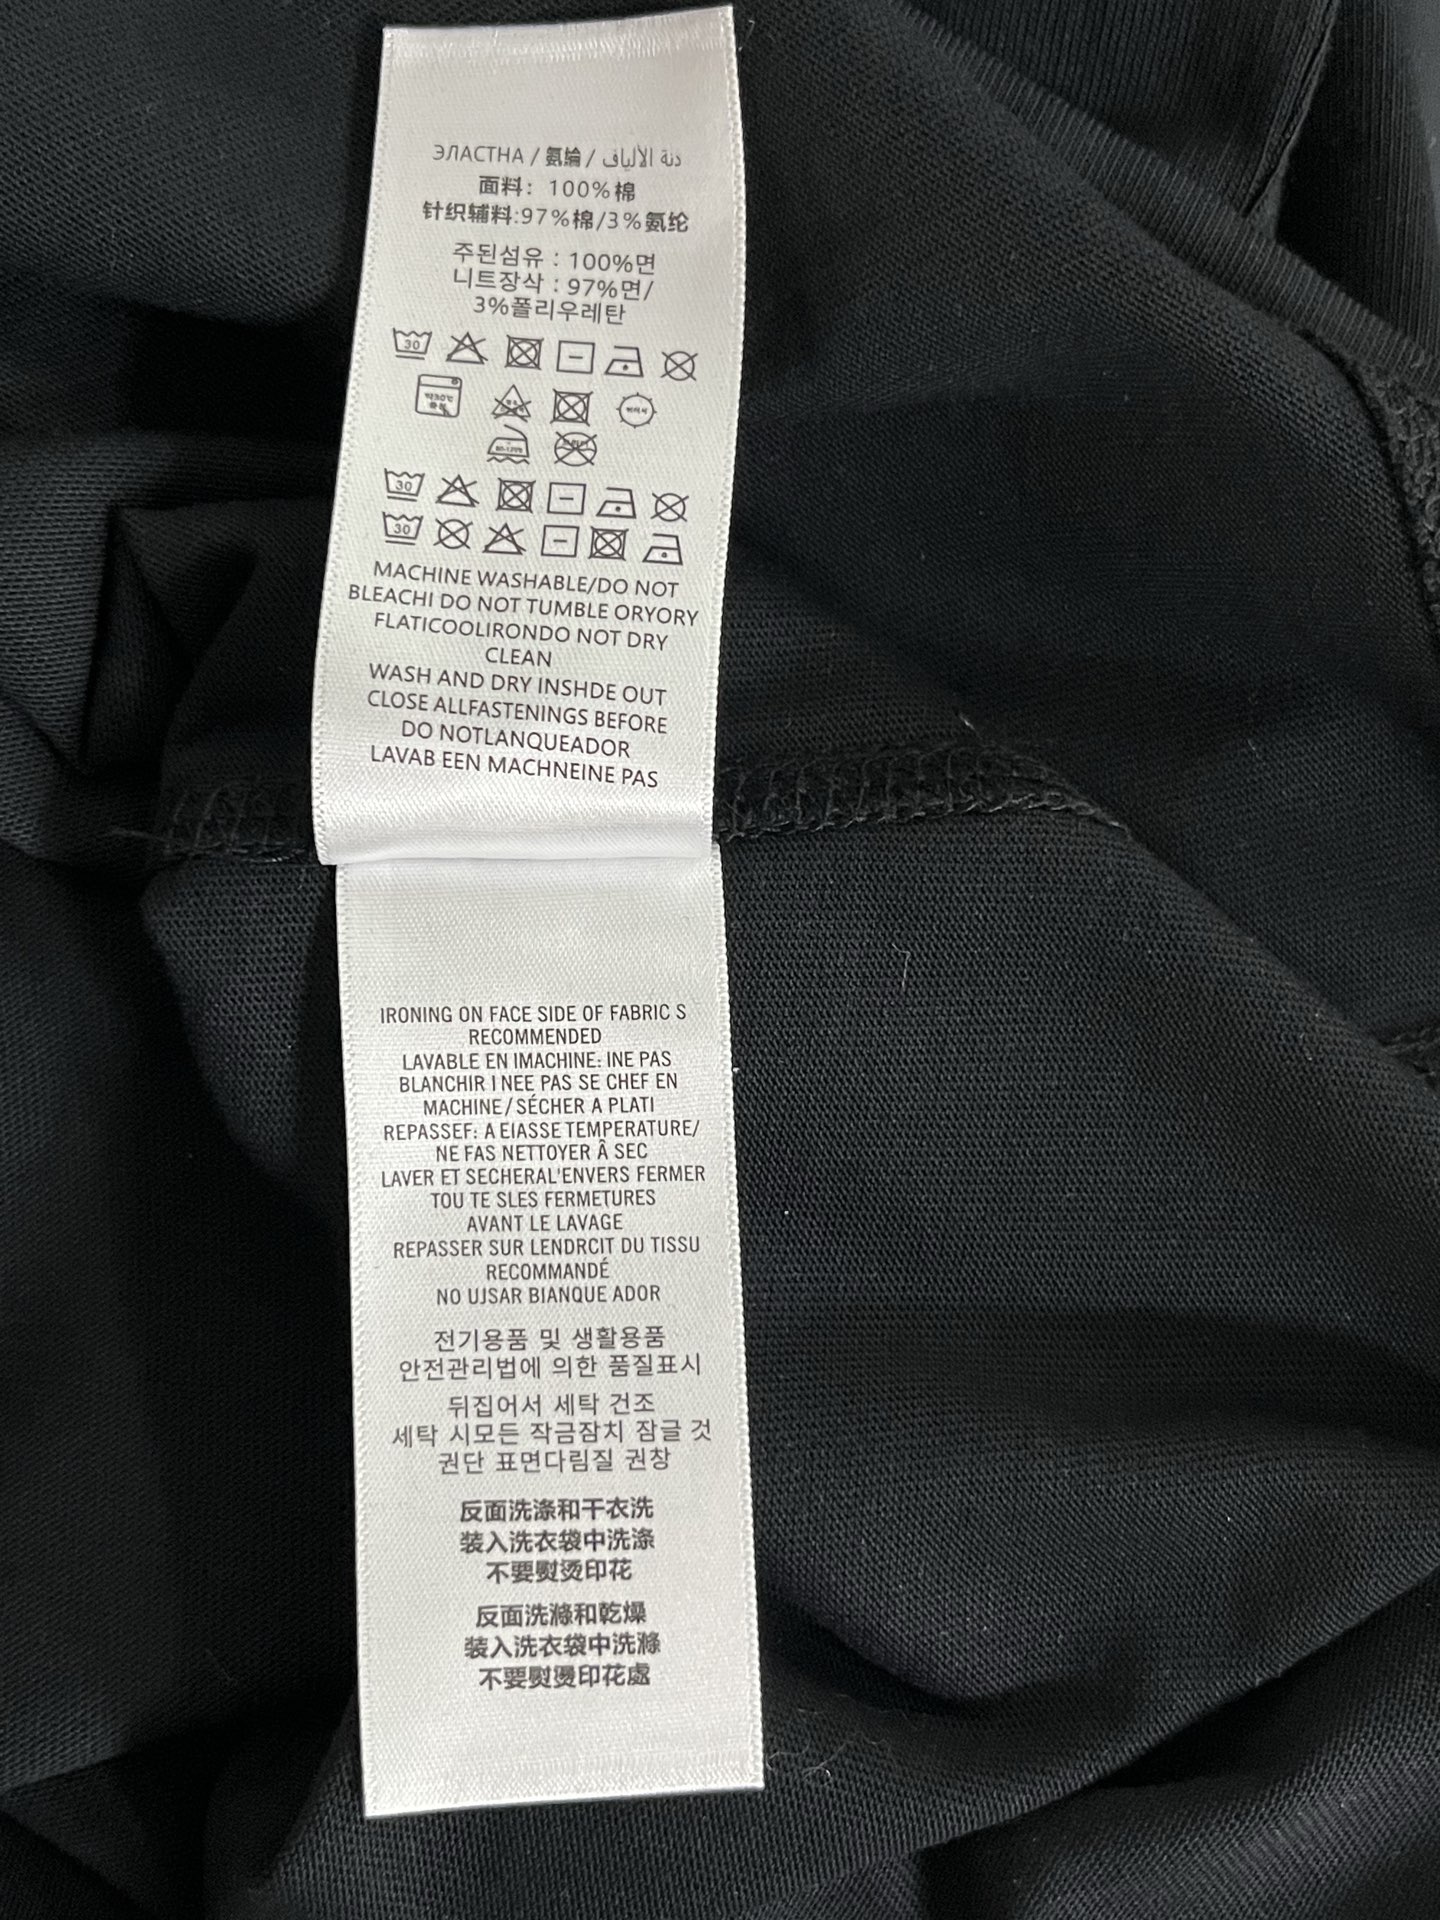 ЭЛАСТНА / 氨纶 / دنة الألياف
面料: 100%棉
针织辅料:97%棉/3%氨纶
주된섬유 : 100%면
니트장식 : 97%면/
3%폴리우레탄
30
30
30
MACHINE WASHABLE/DO NOT
BLEACHI DO NOT TUMBLE ORYORY
FLATICOOLIRONDO NOT DRY
CLEAN
WASH AND DRY INSHDE OUT
CLOSE ALLFASTENINGS BEFORE
DO NOTLANQUEADOR
LAVAB EEN MACHNEINE PAS
IRONING ON FACE SIDE OF FABRIC S
RECOMMENDED
LAVABLE EN IMACHINE: INE PAS
BLANCHIR I NEE PAS SE CHEF EN
MACHINE/SÉCHER A PLATI
REPASSEF: A EIASSE TEMPERATURE/
NE FAS NETTOYER Â SEC
LAVER ET SECHERAL'ENVERS FERMER
TOU TE SLES FERMETURES
AVANT LE LAVAGE
REPASSER SUR LENDRCIT DU TISSU
RECOMMANDÉ
NO UJSAR BIANQUE ADOR
전기용품 및 생활용품
안전관리법에 의한 품질표시
뒤집어서 세탁 건조
세탁 시모든 작금잠치 잠글 것
권단 표면다림질 권창
反面洗涤和干衣洗
装入洗衣袋中洗涤
不要熨烫印花
反面洗滌和乾燥
装入洗衣袋中洗滌
不要熨燙印花處